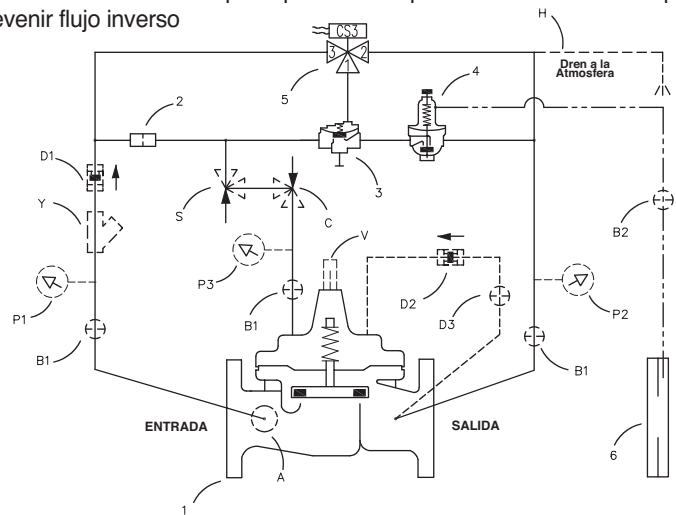 evenir flujo inverso
H
CS3
3
2
1
5
4
Dren a la
Atmosfera
2
D1
3
S
C
Y
B2
P3
V
D2
P1
B1
D3
P2
B1
B1
ENTRADA
SALIDA
A
6
1